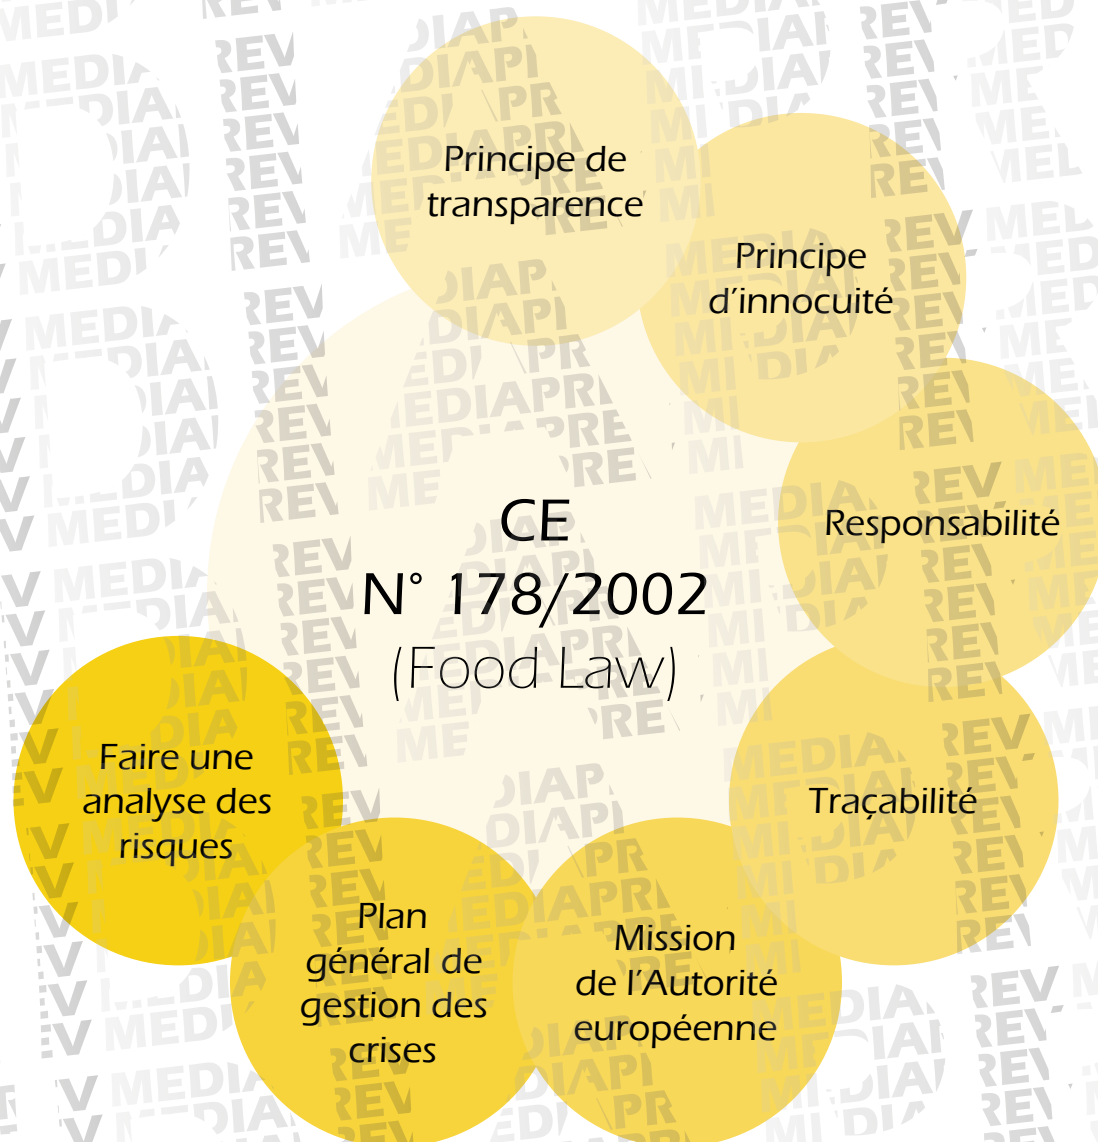 Principe de
transparence
Principe
d'innocuité
Responsabilité
Traçabilité
Mission
de l'Autorité
européenne
Plan
général de
gestion des
crises
Faire une
analyse des
risques
CE
N° 178/2002
(Food Law)